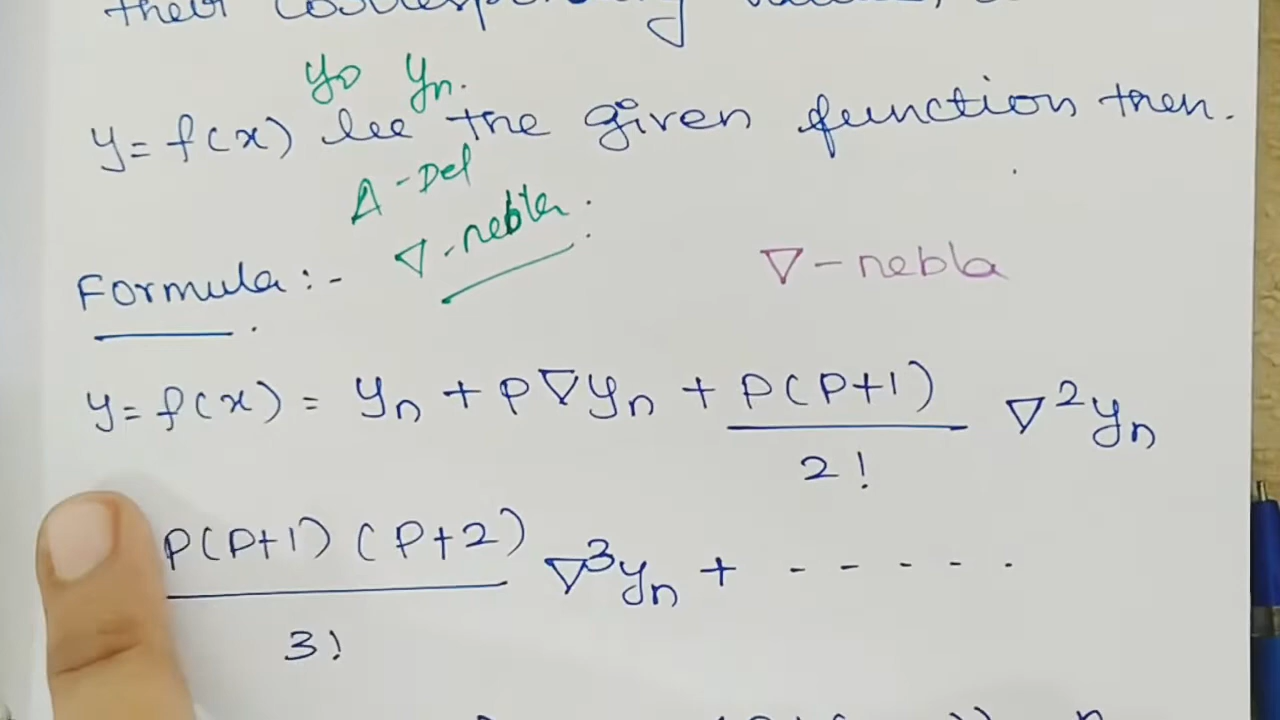 their
y₀ yₙ.
y = f(x) be the given function then.
Δ - Del
∇ - nebla
∇ - nebla
Formula :-
y = f(x) = yₙ + P∇yₙ + P(P+1)/2! ∇²yₙ
P(P+1)(P+2)/3! ∇³yₙ + - - - - - .